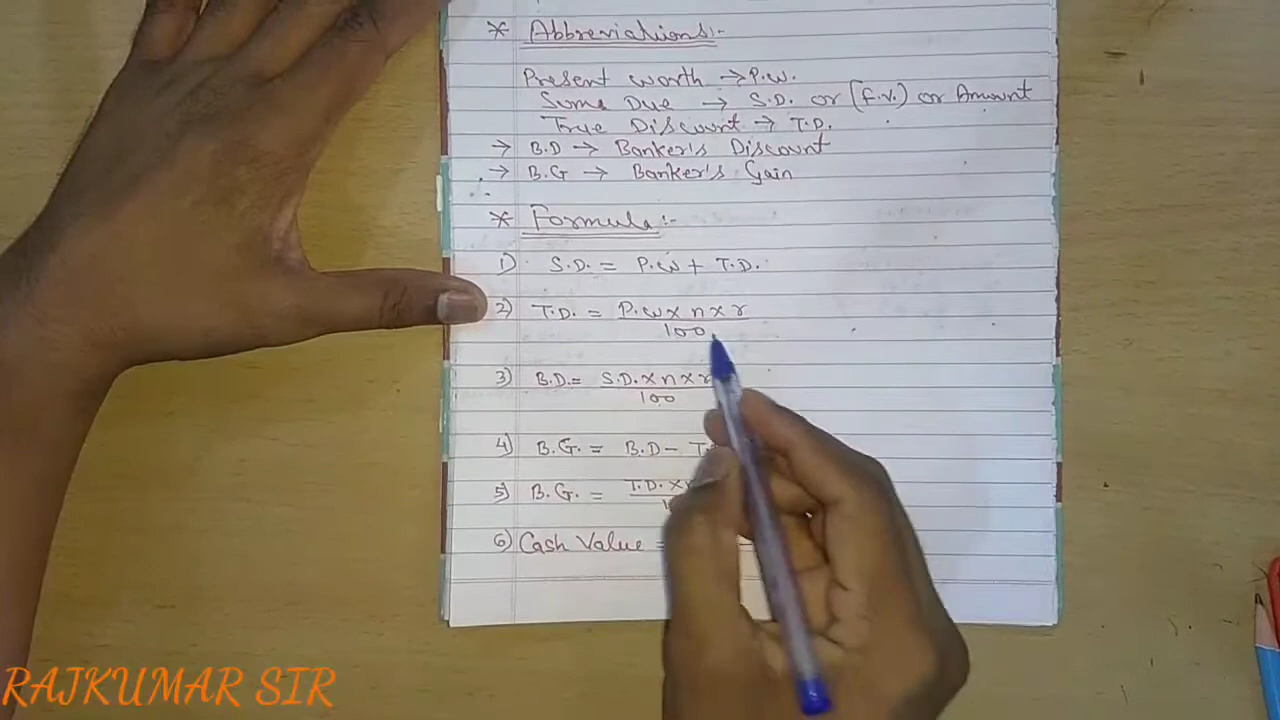 * Abbreviations:-
Present worth → P.W.
Sume Due → S.D. or (F.V.) or Amount
True Discount → T.D.
→ B.D → Banker's Discount
→ B.G → Banker's Gain
* Formula:-
1) S.D. = P.W + T.D.
2) T.D. = P.W x n x r / 100
3) B.D. = S.D. x n x r / 100
4) B.G. = B.D - T.
5) B.G. = T.D. x
6) Cash Value =
RAJKUMAR SIR